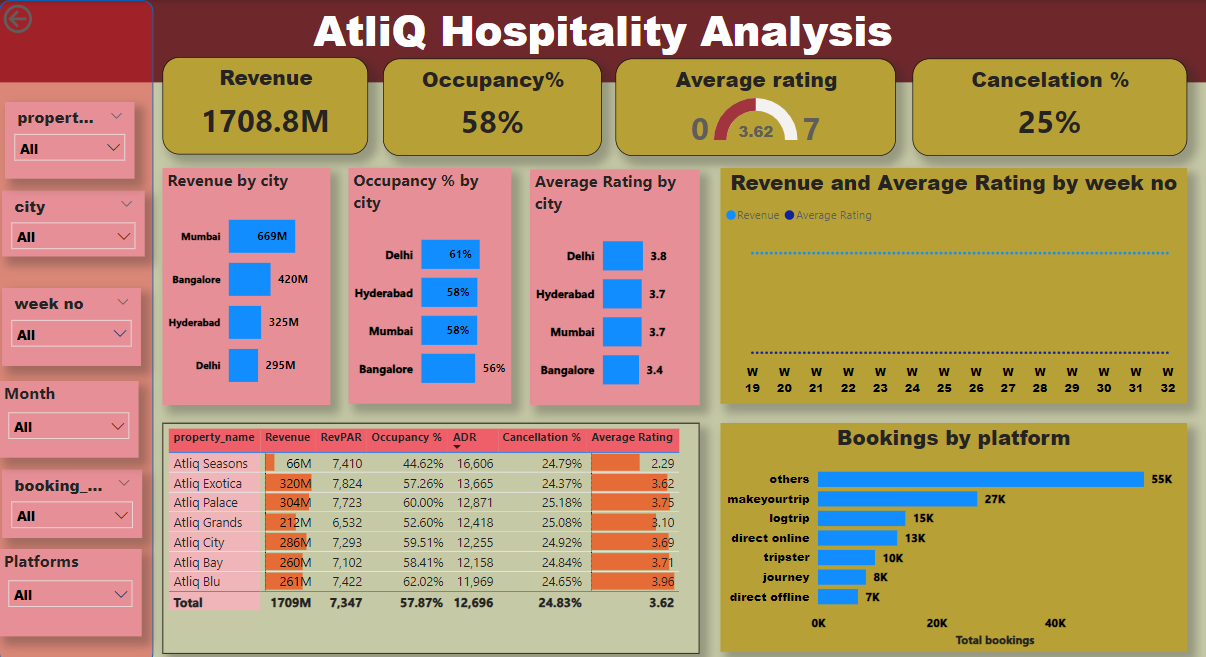 AtliQ Hospitality Analysis
Revenue
1708.8M
Occupancy%
58%
Average rating
0 3.62 7
Cancelation %
25%
propert...
All
city
All
week no
All
Month
All
booking_...
All
Platforms
All
Revenue by city
Mumbai 669M
Bangalore 420M
Hyderabad 325M
Delhi 295M
Occupancy % by
city
Delhi 61%
Hyderabad 58%
Mumbai 58%
Bangalore 56%
Average Rating by
city
Delhi 3.8
Hyderabad 3.7
Mumbai 3.7
Bangalore 3.4
Revenue and Average Rating by week no
Revenue Average Rating
W W W W W W W W W W W W W W
19 20 21 22 23 24 25 26 27 28 29 30 31 32
property_name Revenue RevPAR Occupancy % ADR Cancellation % Average Rating
Atliq Seasons 66M 7,410 44.62% 16,606 24.79% 2.29
Atliq Exotica 320M 7,824 57.26% 13,665 24.37% 3.62
Atliq Palace 304M 7,723 60.00% 12,871 25.18% 3.75
Atliq Grands 212M 6,532 52.60% 12,418 25.08% 3.10
Atliq City 286M 7,293 59.51% 12,255 24.92% 3.69
Atliq Bay 260M 7,102 58.41% 12,158 24.84% 3.71
Atliq Blu 261M 7,422 62.02% 11,969 24.65% 3.96
Total 1709M 7,347 57.87% 12,696 24.83% 3.62
Bookings by platform
others 55K
makeyourtrip 27K
logtrip 15K
direct online 13K
tripster 10K
journey 8K
direct offline 7K
0K 20K 40K
Total bookings